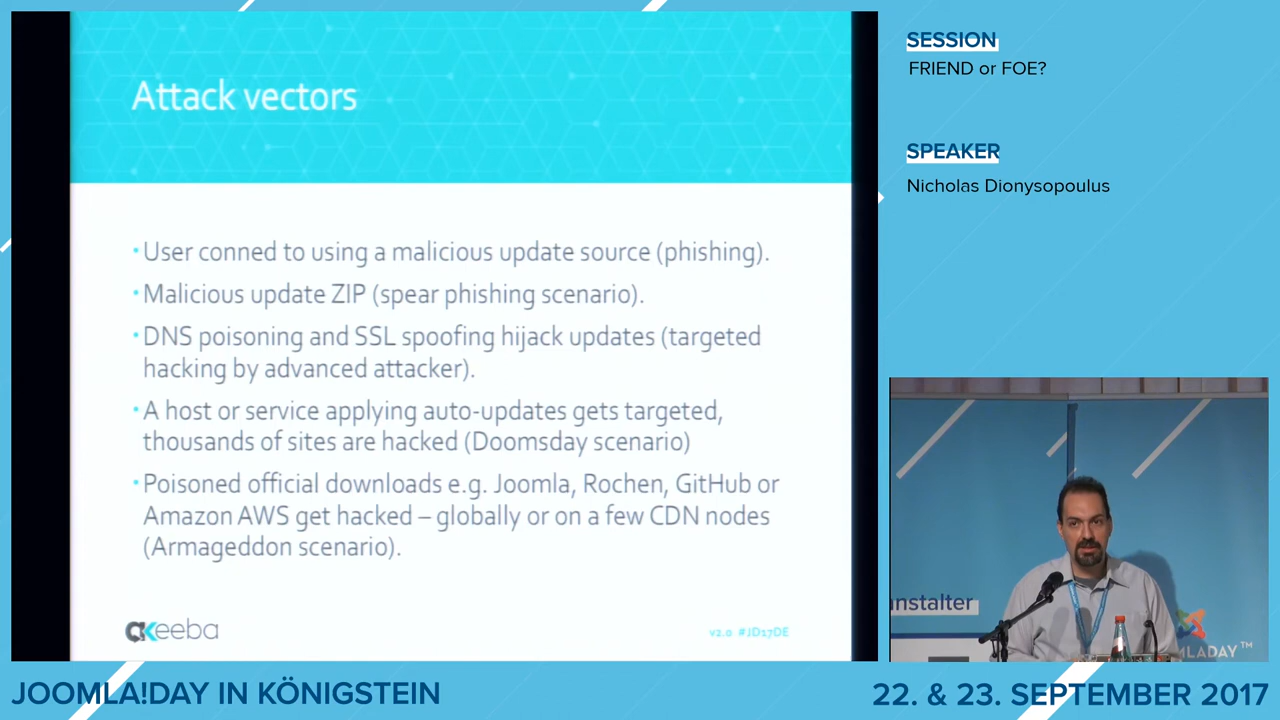 Attack vectors
• User conned to using a malicious update source (phishing).
• Malicious update ZIP (spear phishing scenario).
• DNS poisoning and SSL spoofing hijack updates (targeted
hacking by advanced attacker).
• A host or service applying auto-updates gets targeted,
thousands of sites are hacked (Doomsday scenario)
• Poisoned official downloads e.g. Joomla, Rochen, GitHub or
Amazon AWS get hacked – globally or on a few CDN nodes
(Armageddon scenario).
akeeba
v2.0 #JD17DE
SESSION
FRIEND or FOE?
SPEAKER
Nicholas Dionysopoulus
nstalter
MLADAY™
JOOMLA!DAY IN KÖNIGSTEIN
22. & 23. SEPTEMBER 2017